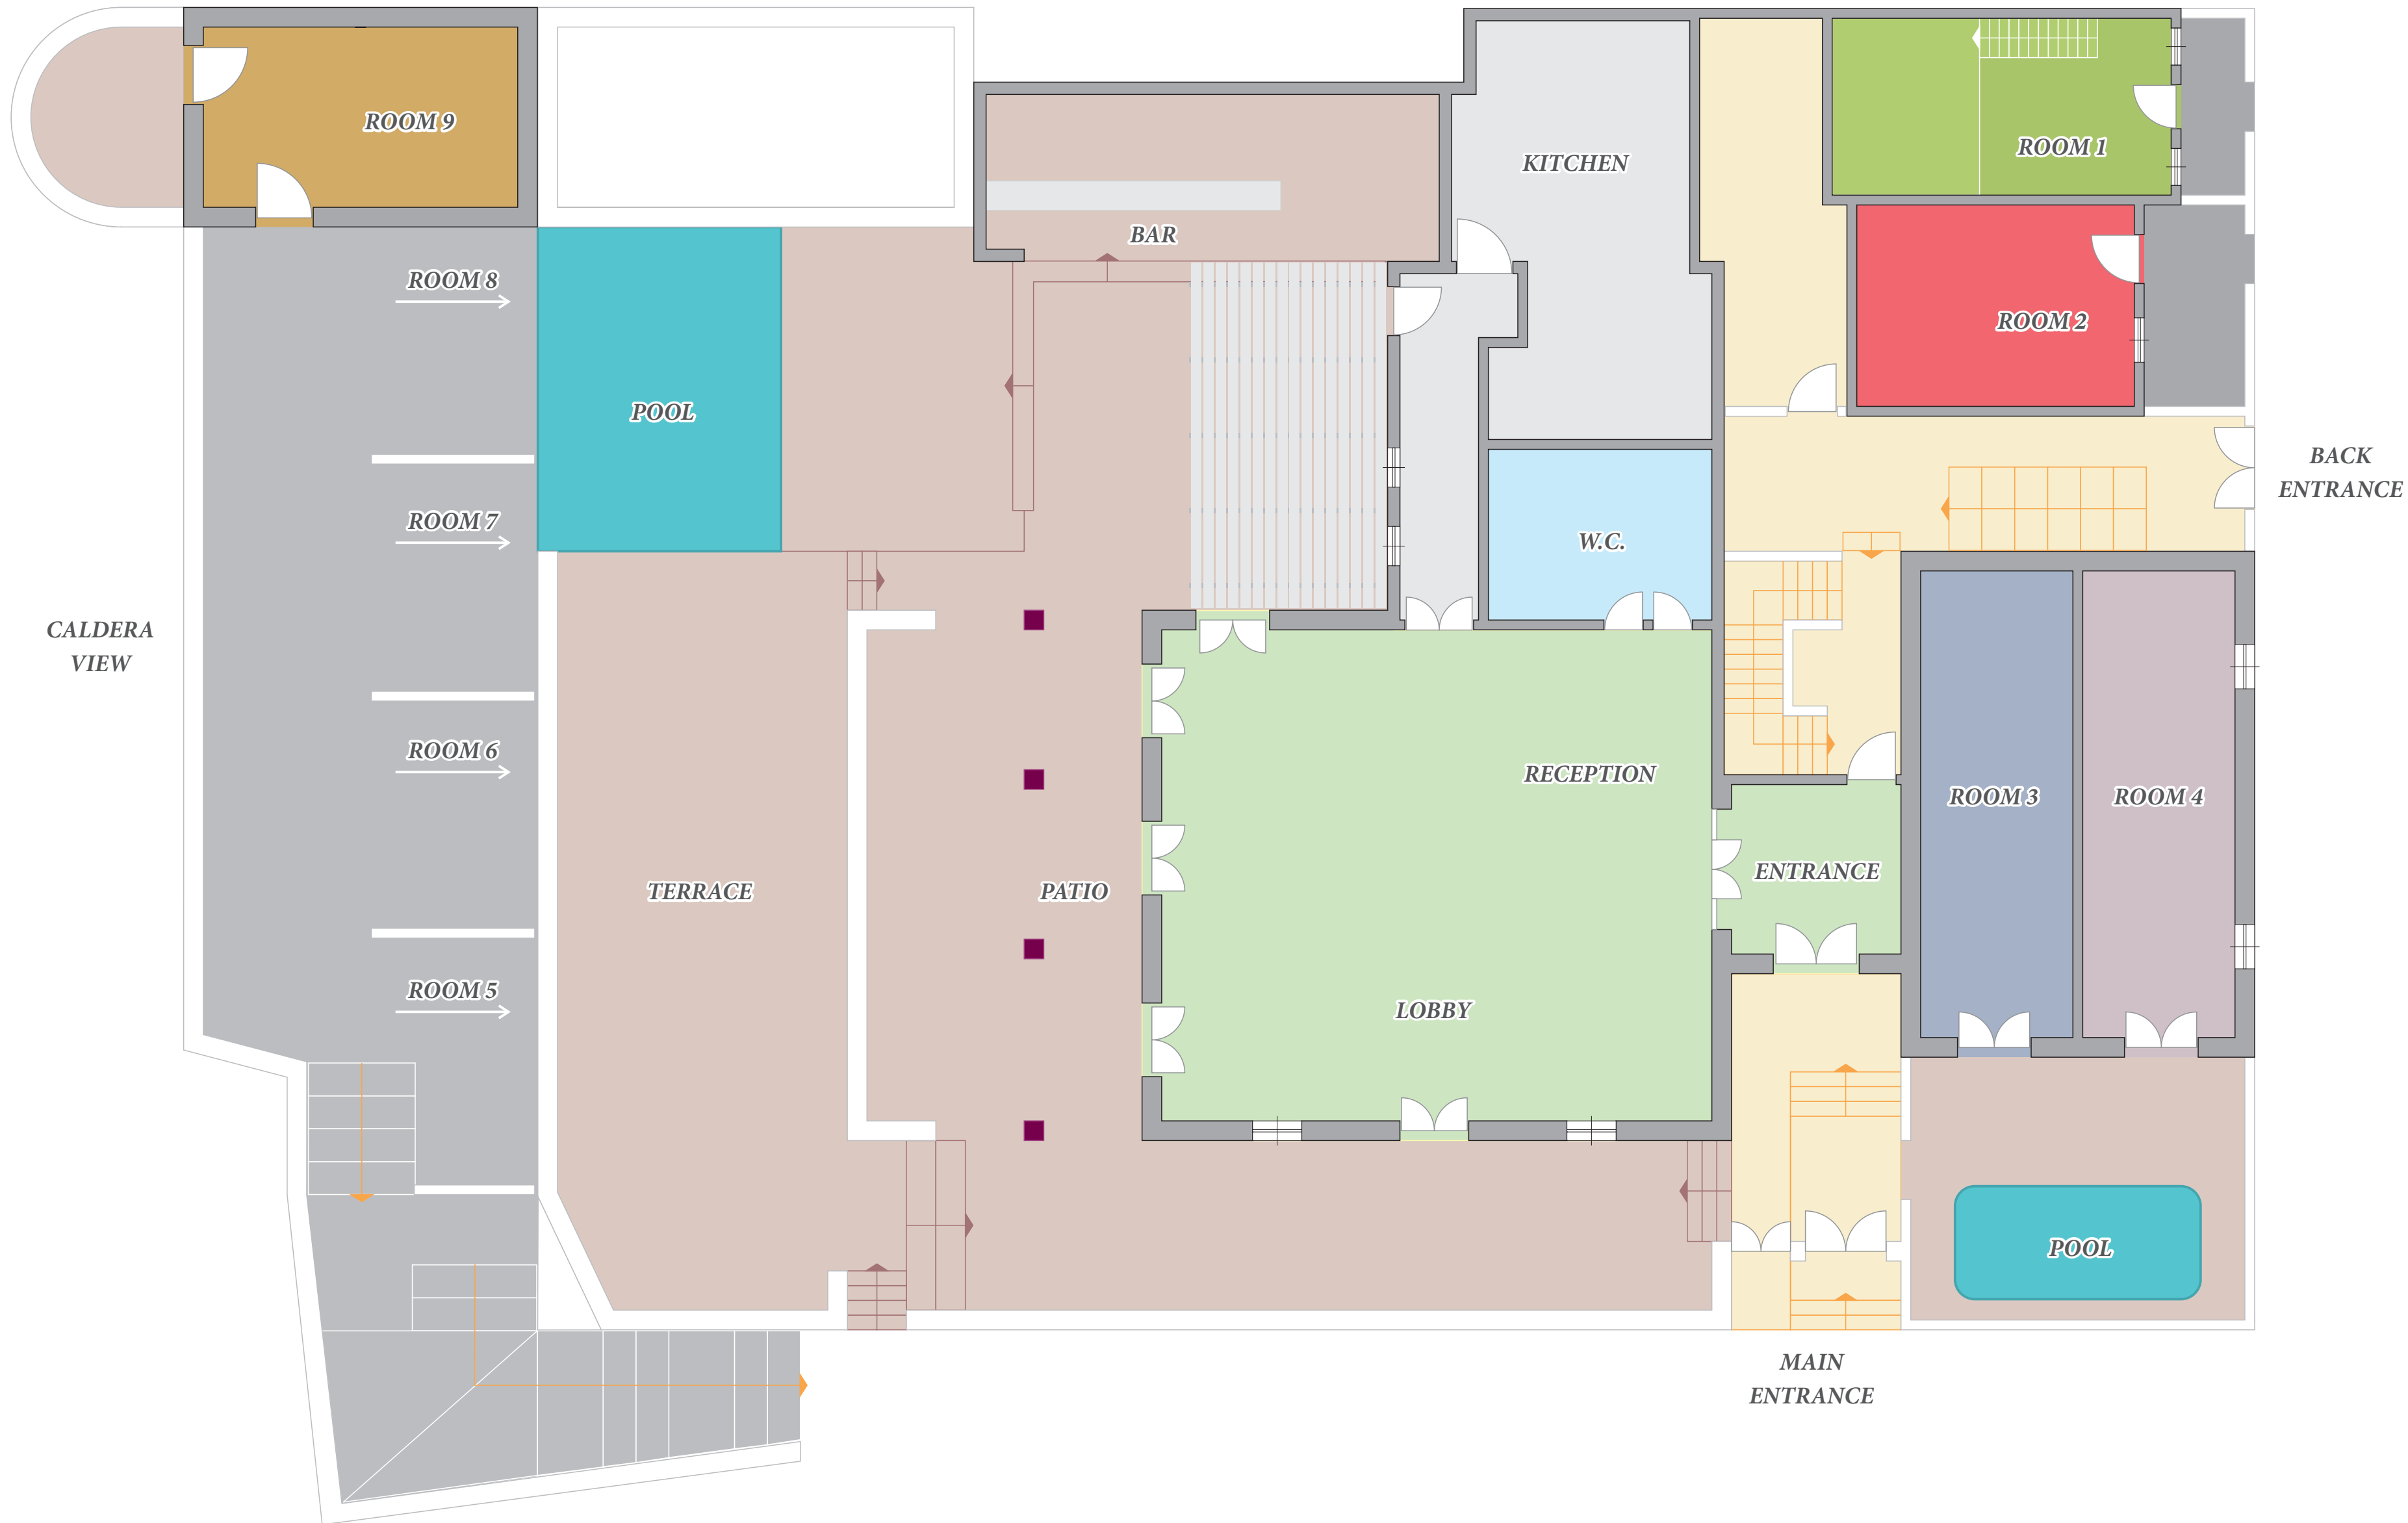 ROOM 9
KITCHEN
ROOM 1
BAR
ROOM 8
ROOM 2
POOL
BACK
ENTRANCE
ROOM 7
W.C.
CALDERA
VIEW
ROOM 6
RECEPTION
ROOM 3
ROOM 4
TERRACE
PATIO
ENTRANCE
ROOM 5
LOBBY
POOL
MAIN
ENTRANCE